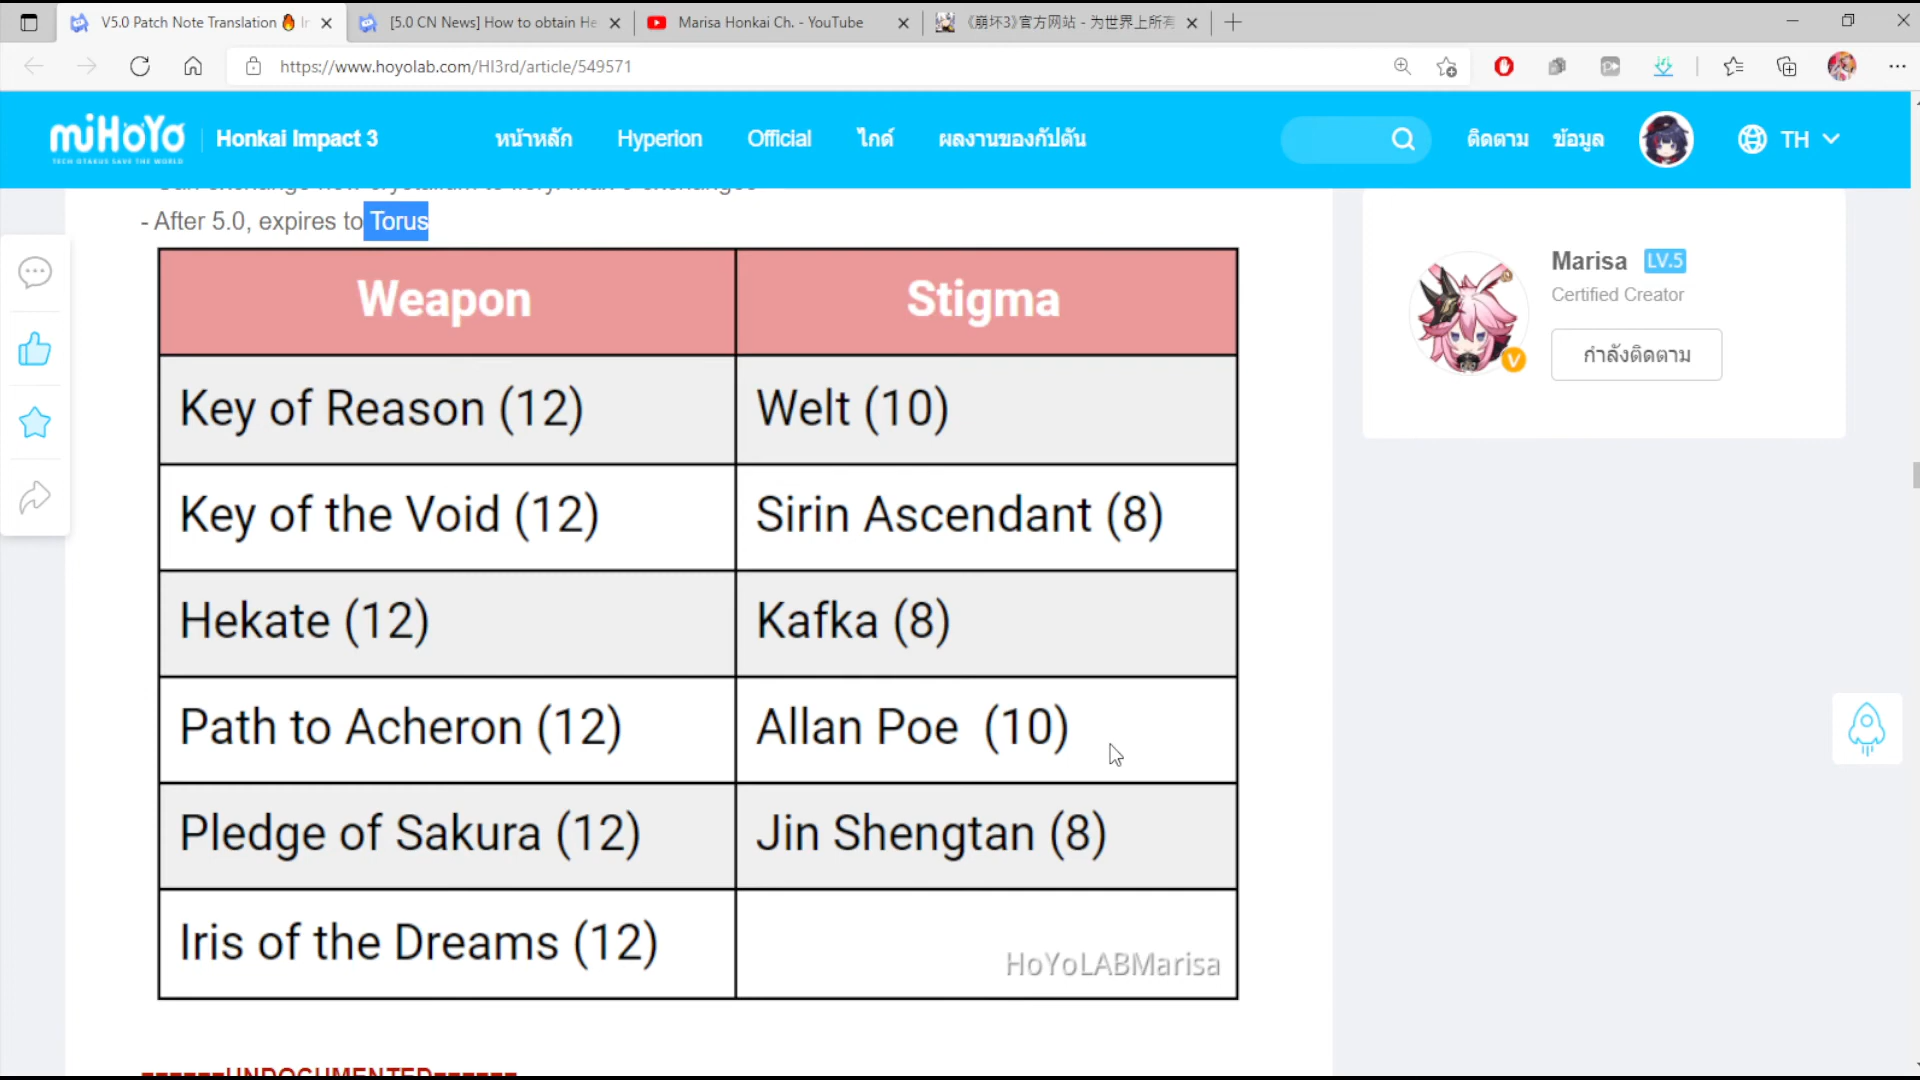 V5.0 Patch Note Translation 🔥 In
[5.0 CN News] How to obtain He
Marisa Honkai Ch. - YouTube
《崩坏3》官方网站 - 为世界上所有
https://www.hoyolab.com/HI3rd/article/549571
miHoYo
TECH OTAKUS SAVE THE WORLD
Honkai Impact 3
หน้าหลัก
Hyperion
Official
ไกด์
ผลงานของกัปตัน
ติดตาม
ข้อมูล
TH
- After 5.0, expires to Torus
Weapon
Stigma
Key of Reason (12)
Welt (10)
Key of the Void (12)
Sirin Ascendant (8)
Hekate (12)
Kafka (8)
Path to Acheron (12)
Allan Poe (10)
Pledge of Sakura (12)
Jin Shengtan (8)
Iris of the Dreams (12)
HoYoLABMarisa
Marisa LV.5
Certified Creator
กำลังติดตาม
======UNDOCUMENTED======